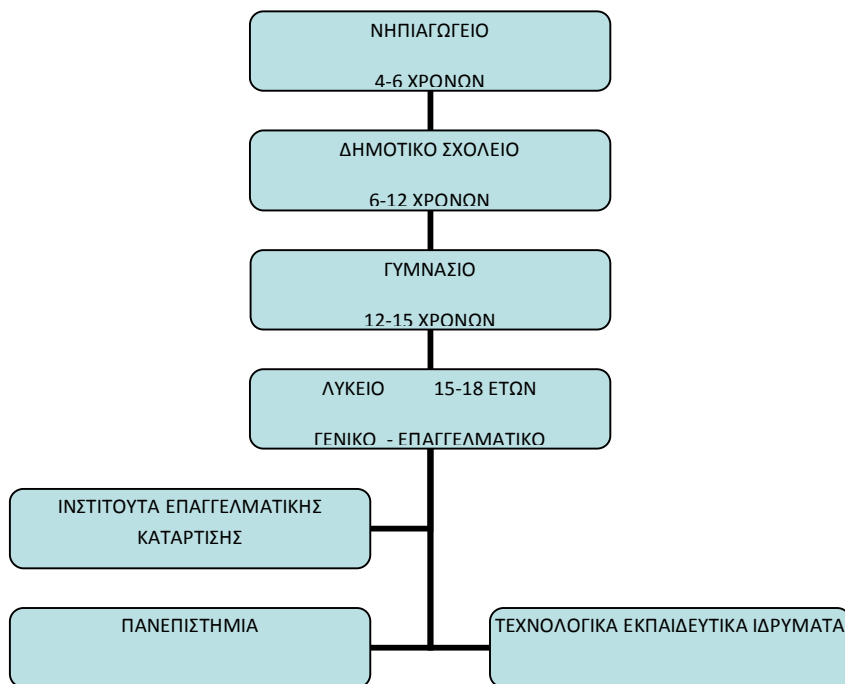 ΝΗΠΙΑΓΩΓΕΙΟ
4-6 ΧΡΟΝΩΝ
ΔΗΜΟΤΙΚΟ ΣΧΟΛΕΙΟ
6-12 ΧΡΟΝΩΝ
ΓΥΜΝΑΣΙΟ
12-15 ΧΡΟΝΩΝ
ΛΥΚΕΙΟ 15-18 ΕΤΩΝ
ΓΕΝΙΚΟ - ΕΠΑΓΓΕΛΜΑΤΙΚΟ
ΙΝΣΤΙΤΟΥΤΑ ΕΠΑΓΓΕΛΜΑΤΙΚΗΣ
ΚΑΤΑΡΤΙΣΗΣ
ΠΑΝΕΠΙΣΤΗΜΙΑ
ΤΕΧΝΟΛΟΓΙΚΑ ΕΚΠΑΙΔΕΥΤΙΚΑ ΙΔΡΥΜΑΤΑ